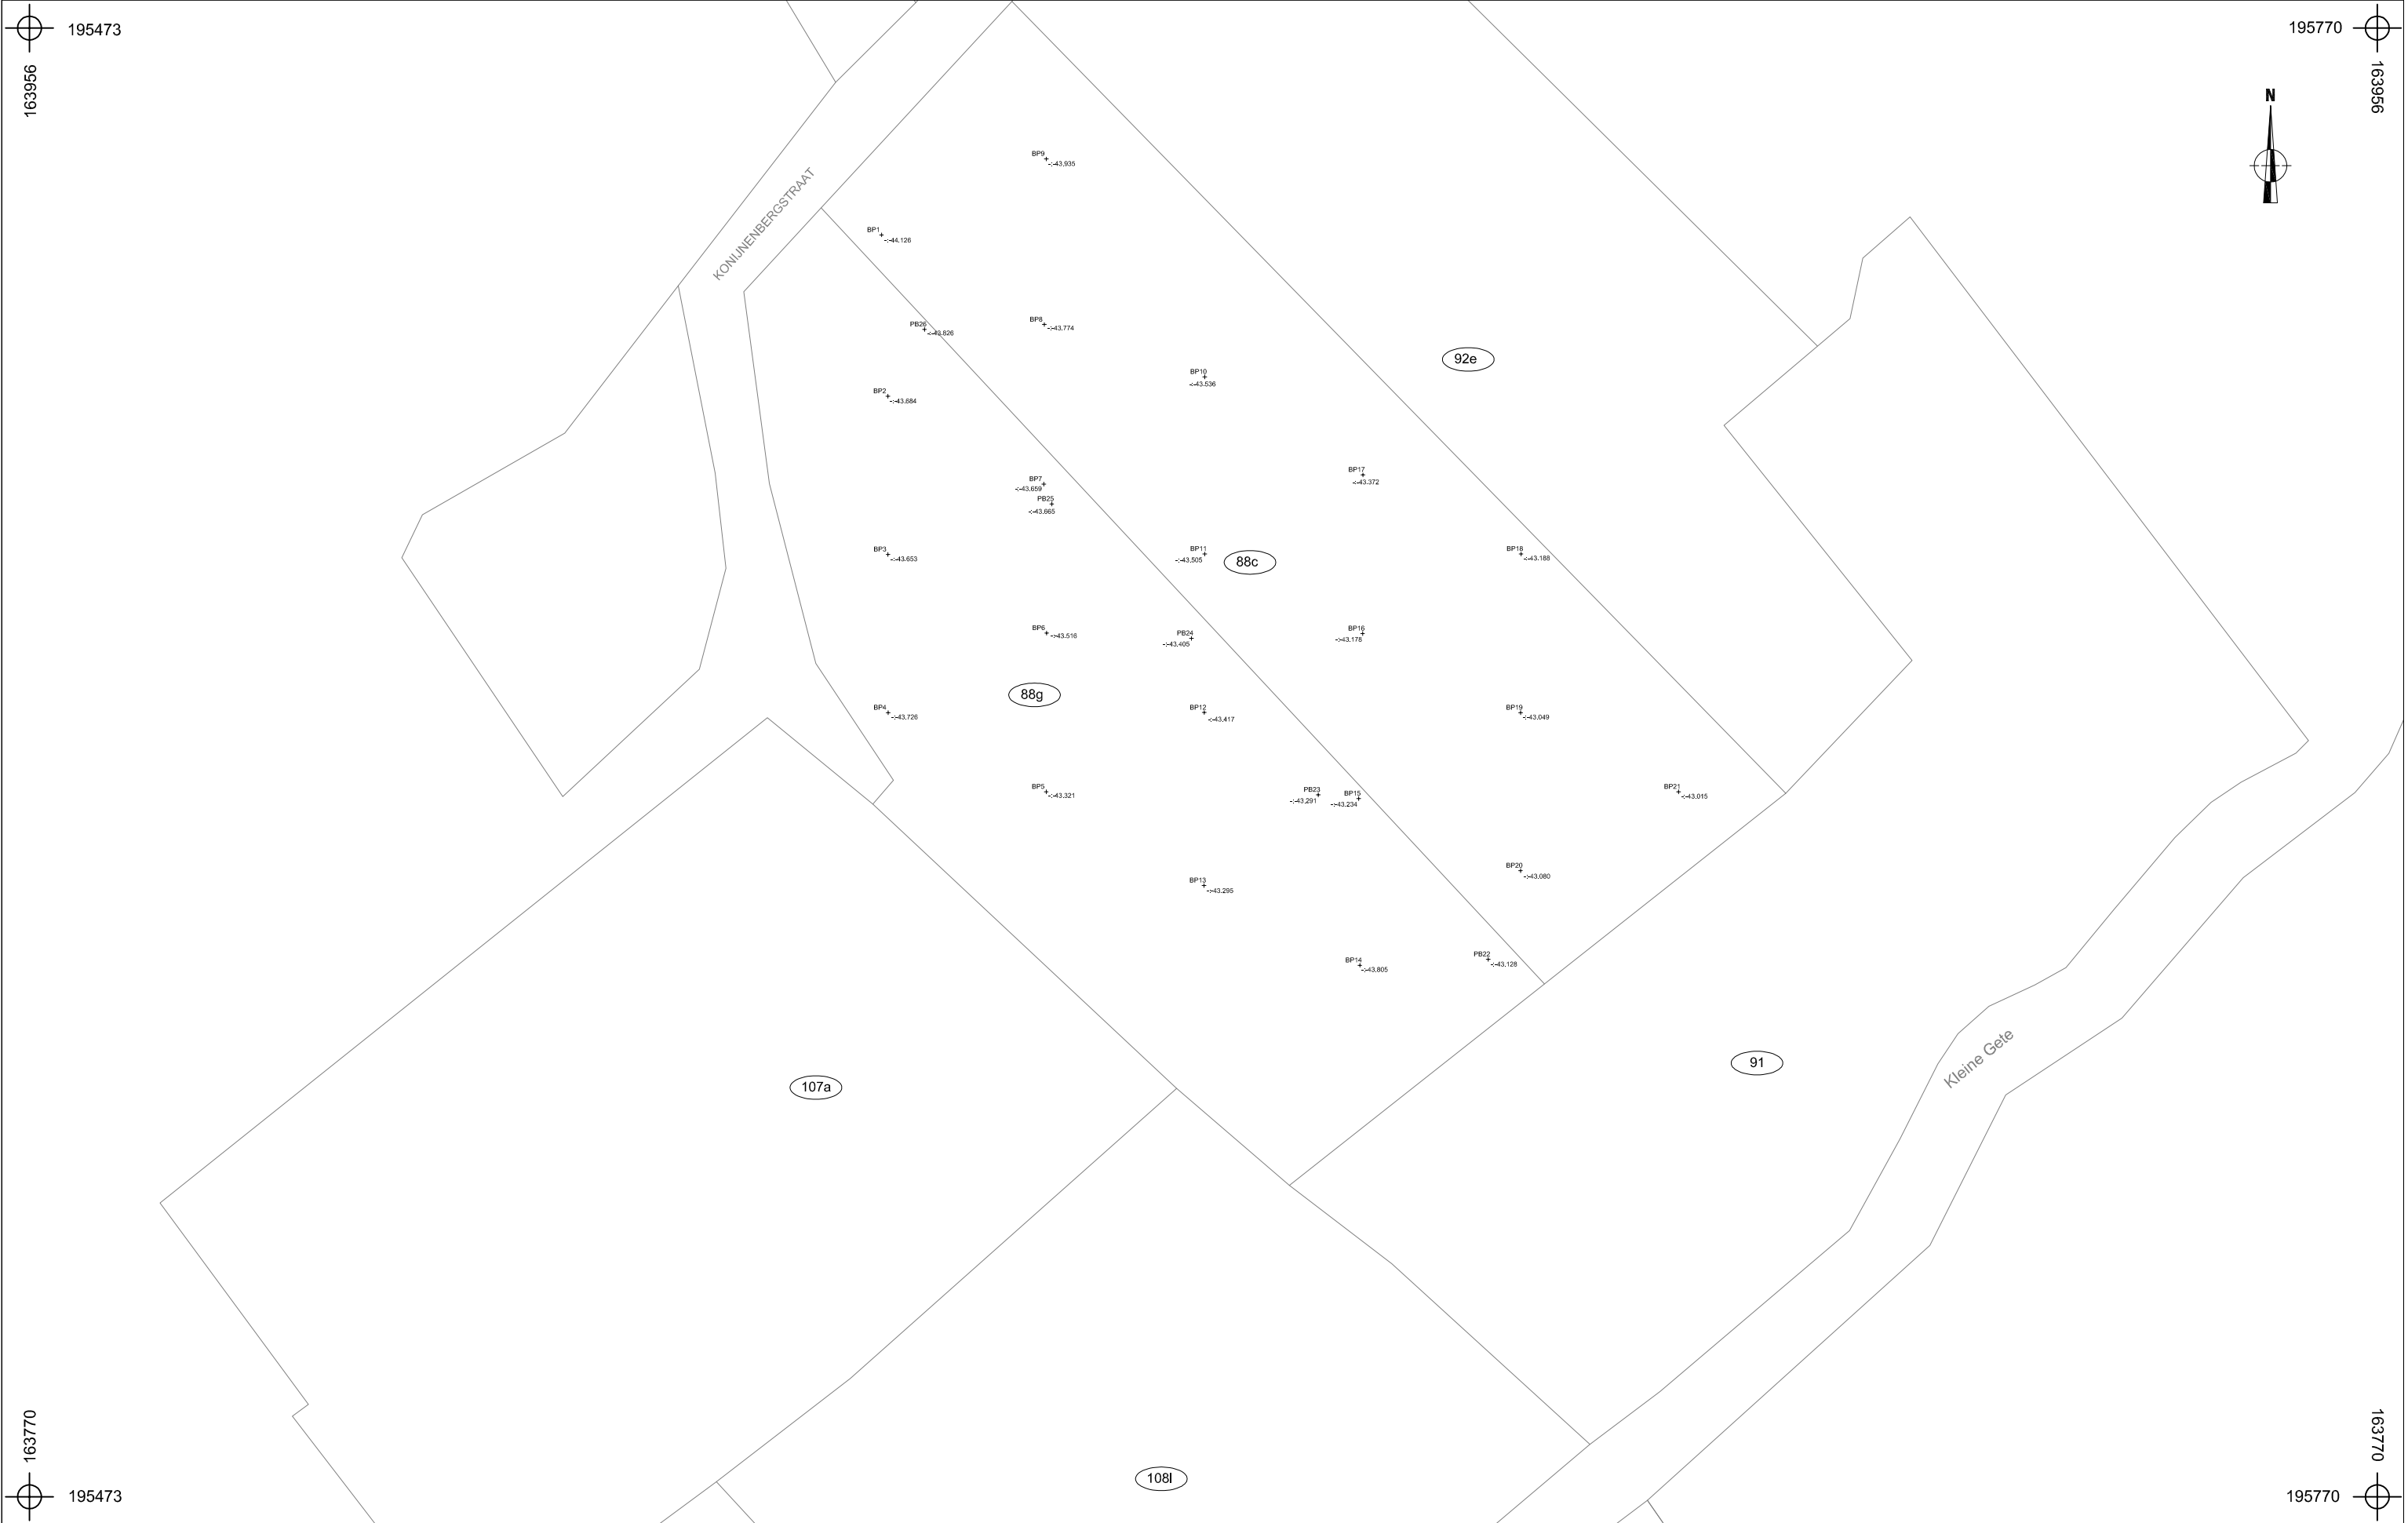 195473
195770
163956
163956
N
KONIJNENBERGSTRAAT
BP9
43,935
BP1
44,126
PB26
43.826
BP8
43.774
92e
BP10
43.536
BP2
43.684
BP17
43.372
BP7
43.659
PB25
43.665
BP3
43.653
BP11
43,505
88c
BP18
43.188
BP6
43.516
PB24
43,405
BP16
43,178
88g
BP4
43,726
BP12
43,417
BP19
43,049
BP5
43,321
PB23
43,291
BP15
43,234
BP21
43,015
BP13
43.295
BP20
43,080
BP14
43,805
PB22
43,128
Kleine Gete
91
107a
163770
163770
108l
195473
195770